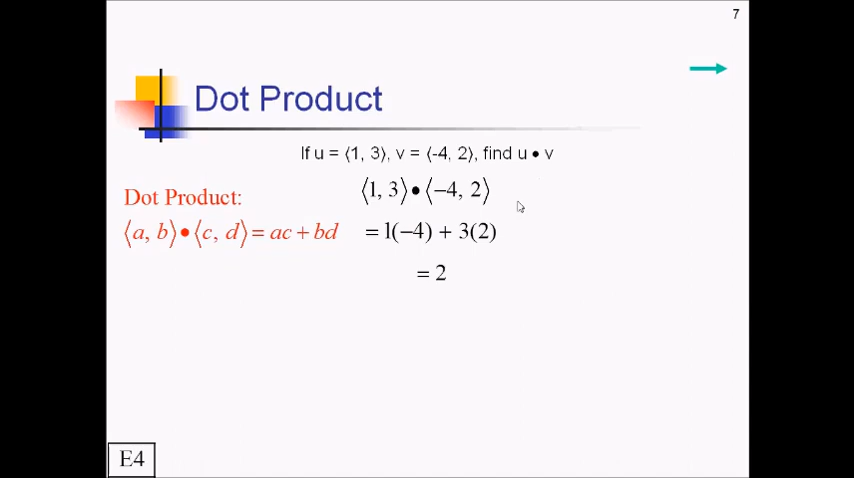 7
Dot Product
If u = ⟨1, 3⟩, v = ⟨-4, 2⟩, find u • v
Dot Product:
⟨a, b⟩•⟨c, d⟩ = ac + bd
⟨1, 3⟩•⟨−4, 2⟩
= 1(−4) + 3(2)
= 2
E4